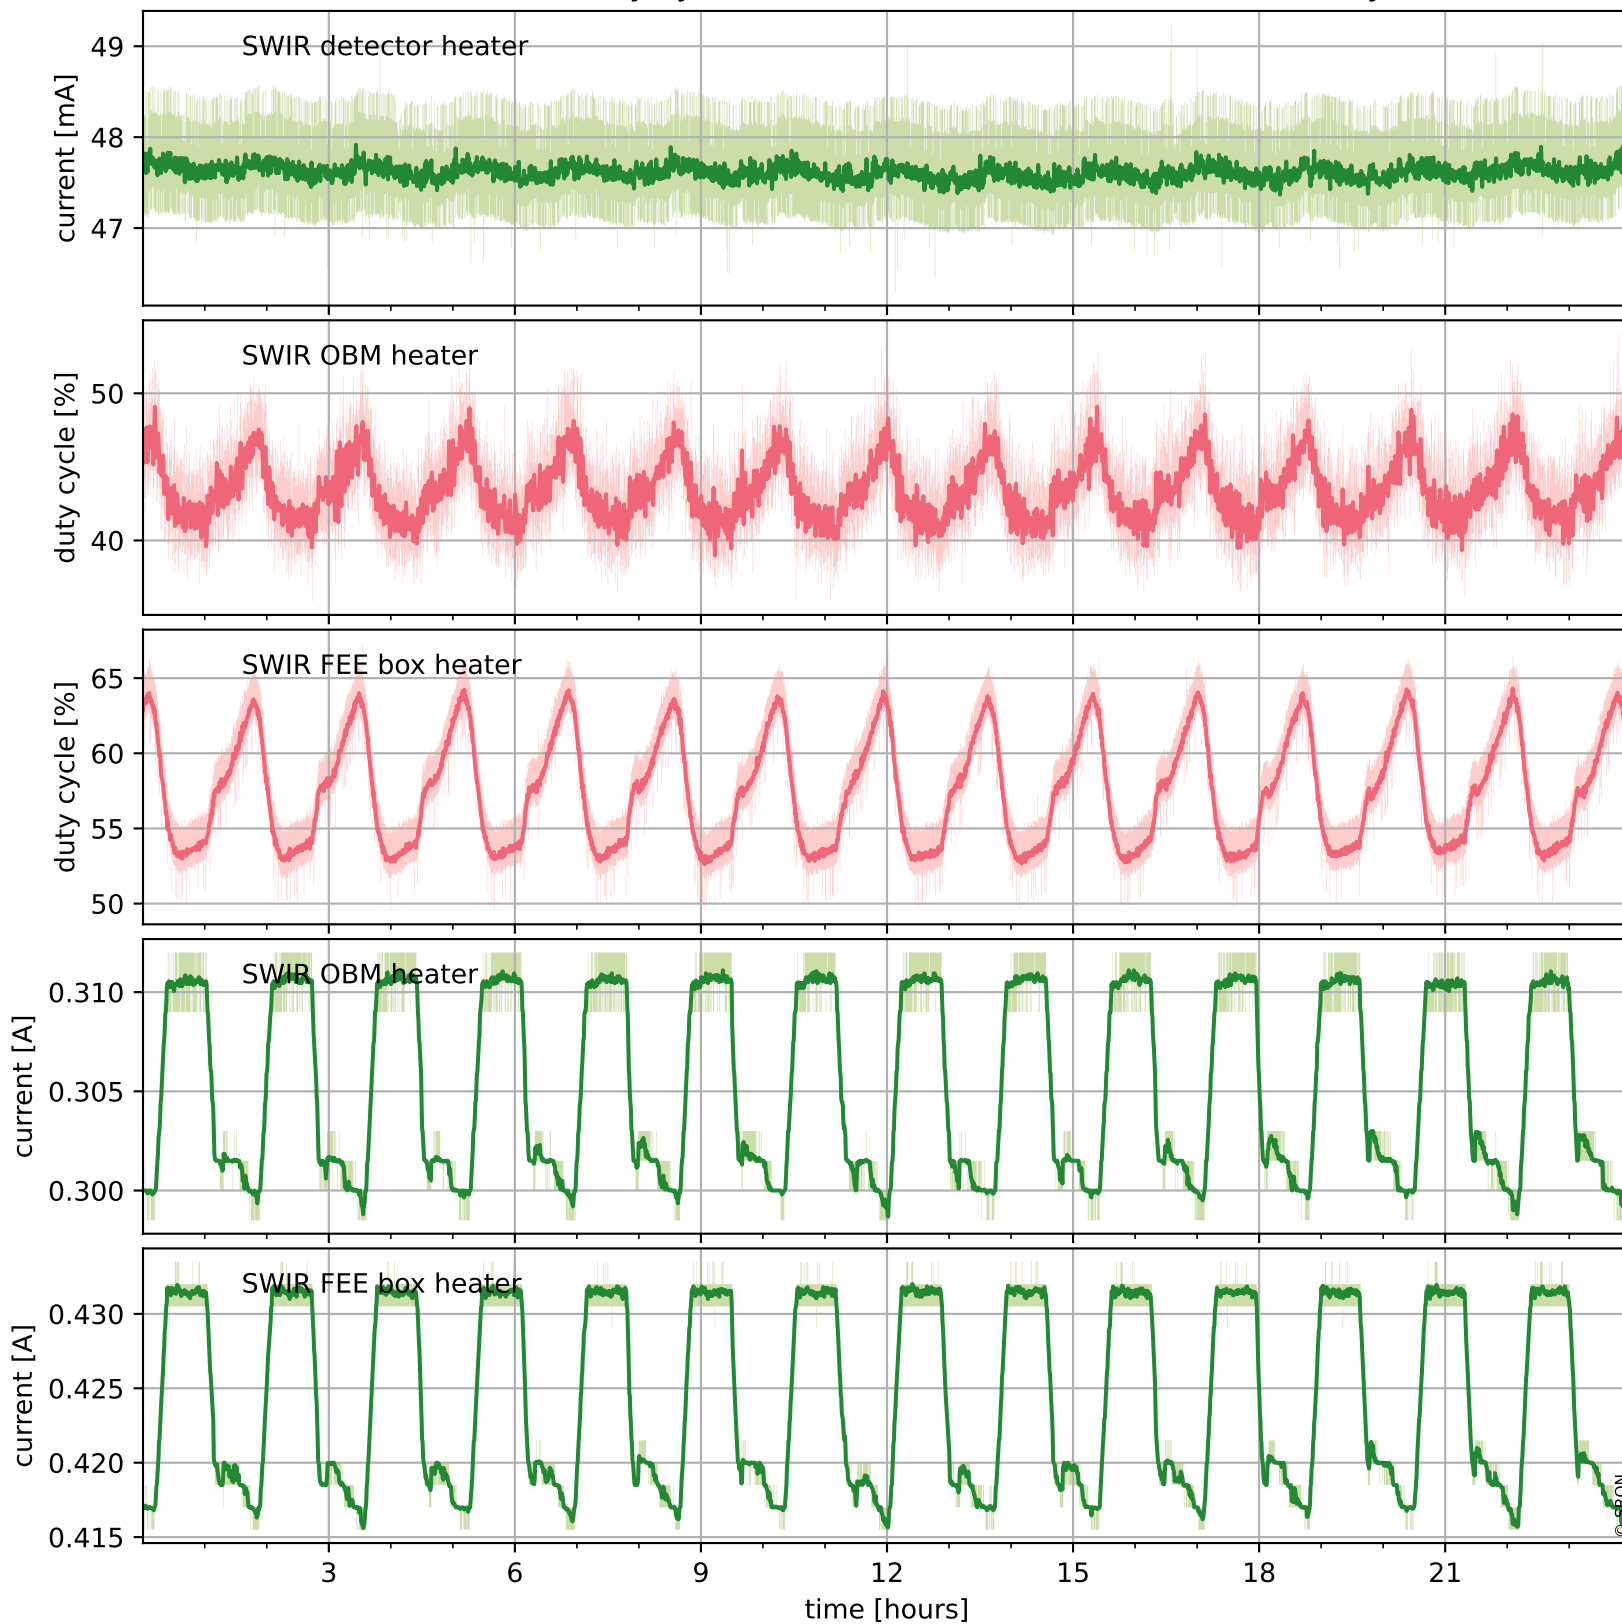 SWIR detector heater
49
48
47
current [mA]
SWIR OBM heater
50
40
duty cycle [%]
SWIR FEE box heater
65
60
55
50
duty cycle [%]
SWIR OBM heater
0.310
0.305
0.300
current [A]
SWIR FEE box heater
0.430
0.425
0.420
0.415
current [A]
3 6 9 12 15 18 21
time [hours]
© SRON